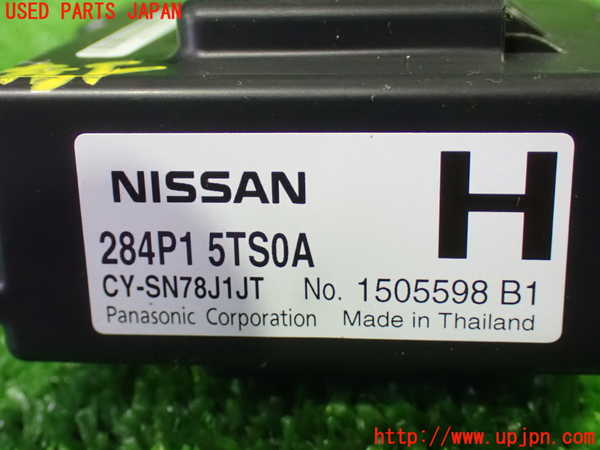 USED PARTS JAPAN
NISSAN
H
284P1 5TS0A
CY-SN78J1JT No. 1505598 B1
Panasonic Corporation Made in Thailand
http://www.upjpn.com/